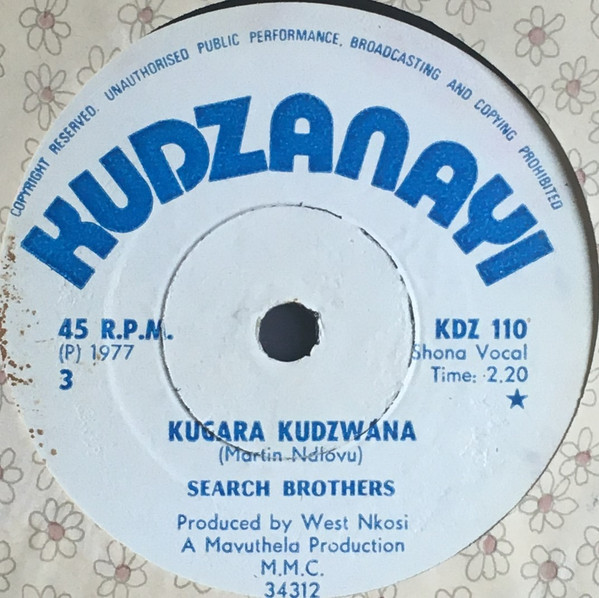 COPYRIGHT RESERVED. UNAUTHORISED PUBLIC PERFORMANCE, BROADCASTING AND COPYING PROHIBITED
KUDZANAYI
45 R.P.M.
(P) 1977
3
KDZ 110
Shona Vocal
Time: 2.20
★
KUGARA KUDZWANA
(Martin Ndlovu)
SEARCH BROTHERS
Produced by West Nkosi
A Mavuthela Production
M.M.C.
34312